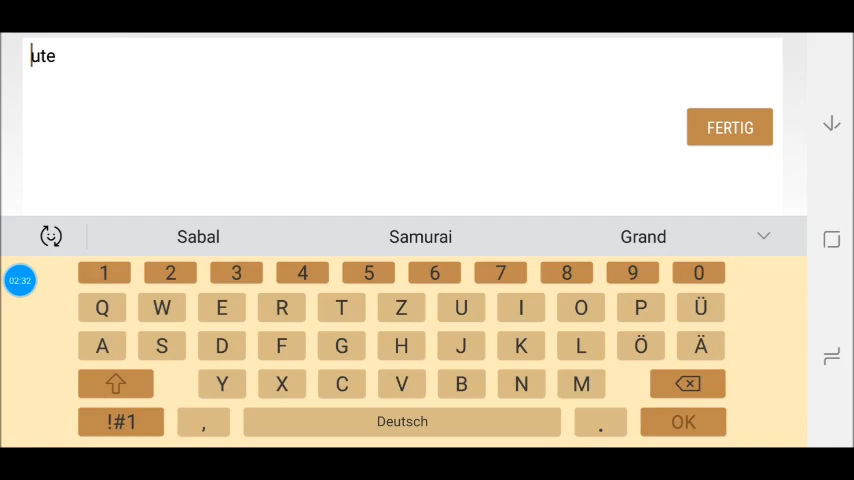 ute
FERTIG
Sabal Samurai Grand
02:32
1 2 3 4 5 6 7 8 9 0
Q W E R T Z U I O P Ü
A S D F G H J K L Ö Ä
Y X C V B N M
!#1 , Deutsch . OK